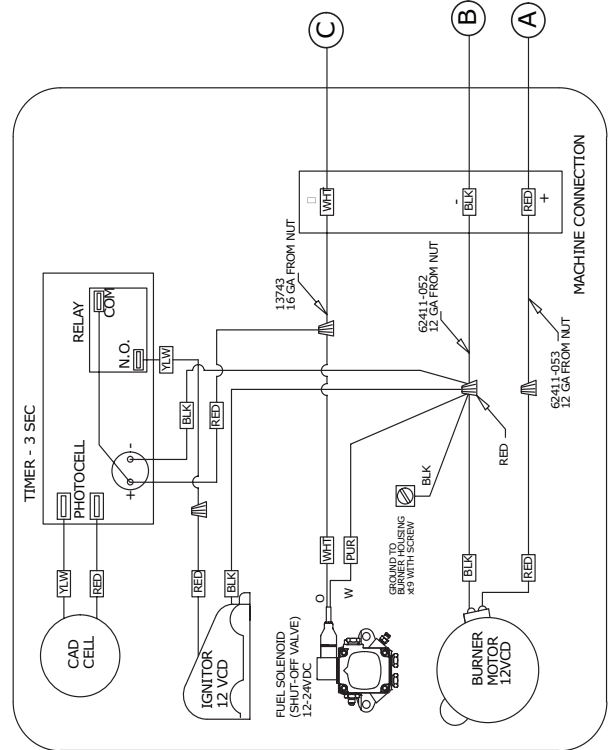 TIMER - 3 SEC
PHOTOCELL
RELAY
COM
N.O.
+
-
YLW
RED
CAD
CELL
YLW
BLK
RED
RED
BLK
IGNITOR
12 VCD
13743
16 GA FROM NUT
WHT
C
FUEL SOLENOID
(SHUT-OFF VALVE)
12-24VDC
O
W
WHT
PUR
62411-052
12 GA FROM NUT
-
BLK
B
GROUND TO
BURNER HOUSING
xt9 WITH SCREW
BLK
RED
62411-053
12 GA FROM NUT
RED
+
A
MACHINE CONNECTION
BLK
RED
BURNER
MOTOR
12VCD